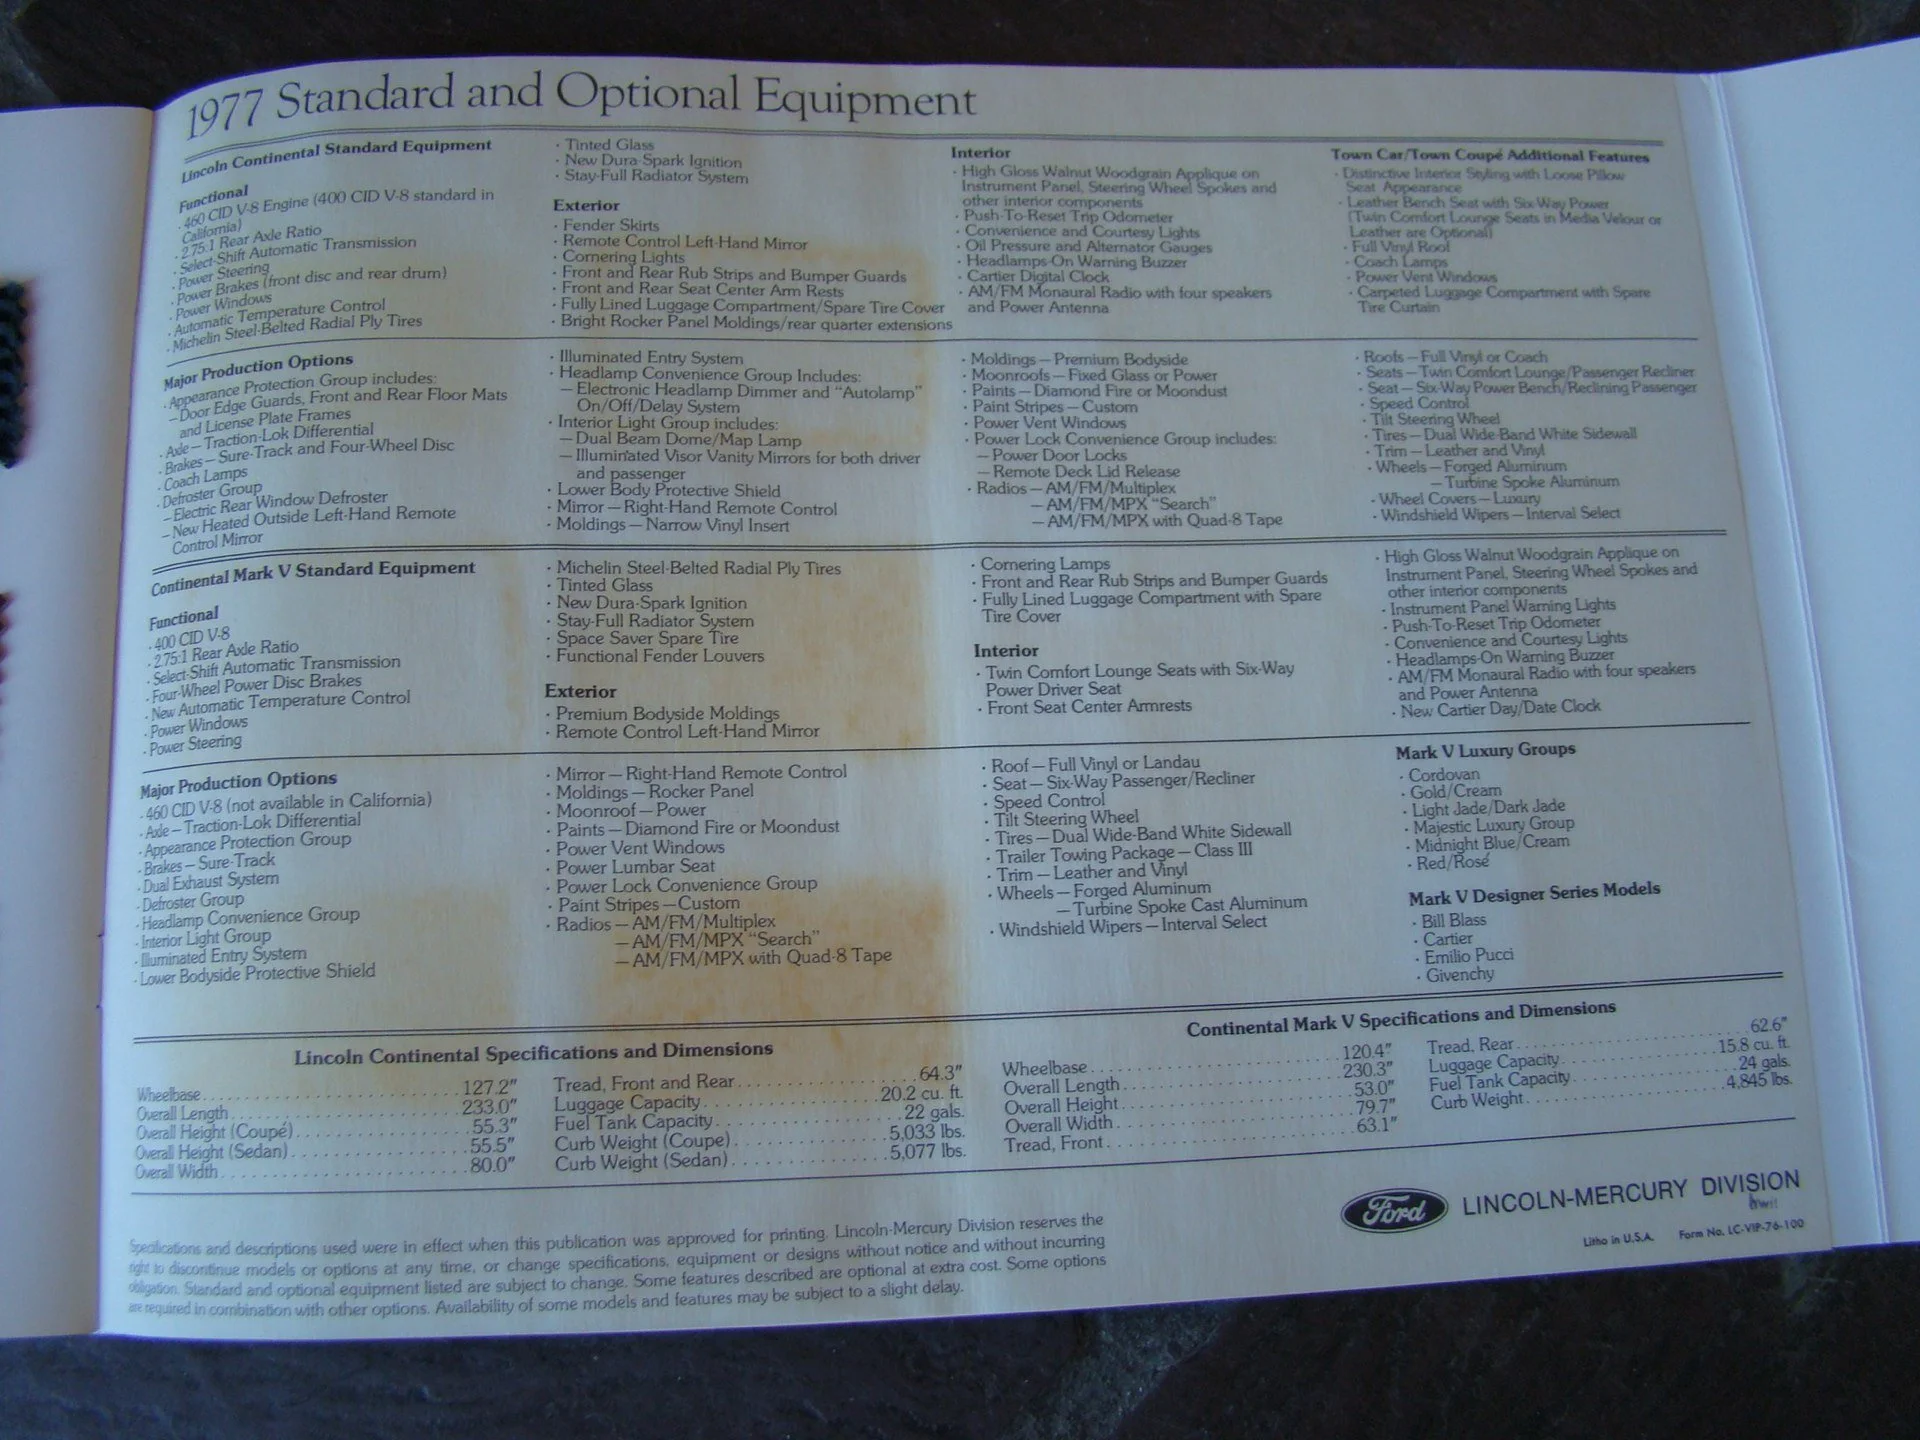 1977 Standard and Optional Equipment
Lincoln Continental Standard Equipment
Functional
· 460 CID V-8 Engine (400 CID V-8 standard in
California)
· 2.75:1 Rear Axle Ratio
· Select-Shift Automatic Transmission
· Power Steering
· Power Brakes (front disc and rear drum)
· Power Windows
· Automatic Temperature Control
· Michelin Steel-Belted Radial Ply Tires
· Tinted Glass
· New Dura-Spark Ignition
· Stay-Full Radiator System
Exterior
· Fender Skirts
· Remote Control Left-Hand Mirror
· Cornering Lights
· Front and Rear Rub Strips and Bumper Guards
· Front and Rear Seat Center Arm Rests
· Fully Lined Luggage Compartment/Spare Tire Cover
· Bright Rocker Panel Moldings/rear quarter extensions
Interior
· High Gloss Walnut Woodgrain Applique on
Instrument Panel, Steering Wheel Spokes and
other interior components
· Push-To-Reset Trip Odometer
· Convenience and Courtesy Lights
· Oil Pressure and Alternator Gauges
· Headlamps-On Warning Buzzer
· Cartier Digital Clock
· AM/FM Monaural Radio with four speakers
and Power Antenna
Town Car/Town Coupé Additional Features
· Distinctive Interior Styling with Loose Pillow
Seat Appearance
· Leather Bench Seat with Six-Way Power
(Twin Comfort Lounge Seats in Media Velour or
Leather are Optional)
· Full Vinyl Roof
· Coach Lamps
· Power Vent Windows
· Carpeted Luggage Compartment with Spare
Tire Curtain
Major Production Options
· Appearance Protection Group includes:
– Door Edge Guards, Front and Rear Floor Mats
and License Plate Frames
· Axle – Traction-Lok Differential
· Brakes – Sure-Track and Four-Wheel Disc
· Coach Lamps
· Defroster Group
– Electric Rear Window Defroster
– New Heated Outside Left-Hand Remote
Control Mirror
· Illuminated Entry System
· Headlamp Convenience Group Includes:
– Electronic Headlamp Dimmer and "Autolamp"
On/Off/Delay System
· Interior Light Group includes:
– Dual Beam Dome/Map Lamp
– Illuminated Visor Vanity Mirrors for both driver
and passenger
· Lower Body Protective Shield
· Mirror – Right-Hand Remote Control
· Moldings – Narrow Vinyl Insert
· Moldings – Premium Bodyside
· Moonroofs – Fixed Glass or Power
· Paints – Diamond Fire or Moondust
· Paint Stripes – Custom
· Power Vent Windows
· Power Lock Convenience Group includes:
– Power Door Locks
– Remote Deck Lid Release
· Radios – AM/FM/Multiplex
– AM/FM/MPX "Search"
– AM/FM/MPX with Quad-8 Tape
· Roofs – Full Vinyl or Coach
· Seats – Twin Comfort Lounge/Passenger Recliner
· Seat – Six-Way Power Bench/Reclining Passenger
· Speed Control
· Tilt Steering Wheel
· Tires – Dual Wide-Band White Sidewall
· Trim – Leather and Vinyl
· Wheels – Forged Aluminum
– Turbine Spoke Aluminum
· Wheel Covers – Luxury
· Windshield Wipers – Interval Select
Continental Mark V Standard Equipment
Functional
· 400 CID V-8
· 2.75:1 Rear Axle Ratio
· Select-Shift Automatic Transmission
· Four-Wheel Power Disc Brakes
· New Automatic Temperature Control
· Power Windows
· Power Steering
· Michelin Steel-Belted Radial Ply Tires
· Tinted Glass
· New Dura-Spark Ignition
· Stay-Full Radiator System
· Space Saver Spare Tire
· Functional Fender Louvers
Exterior
· Premium Bodyside Moldings
· Remote Control Left-Hand Mirror
· Cornering Lamps
· Front and Rear Rub Strips and Bumper Guards
· Fully Lined Luggage Compartment with Spare
Tire Cover
Interior
· Twin Comfort Lounge Seats with Six-Way
Power Driver Seat
· Front Seat Center Armrests
· High Gloss Walnut Woodgrain Applique on
Instrument Panel, Steering Wheel Spokes and
other interior components
· Instrument Panel Warning Lights
· Push-To-Reset Trip Odometer
· Convenience and Courtesy Lights
· Headlamps-On Warning Buzzer
· AM/FM Monaural Radio with four speakers
and Power Antenna
· New Cartier Day/Date Clock
Major Production Options
· 460 CID V-8 (not available in California)
· Axle – Traction-Lok Differential
· Appearance Protection Group
· Brakes – Sure-Track
· Dual Exhaust System
· Defroster Group
· Headlamp Convenience Group
· Interior Light Group
· Illuminated Entry System
· Lower Bodyside Protective Shield
· Mirror – Right-Hand Remote Control
· Moldings – Rocker Panel
· Moonroof – Power
· Paints – Diamond Fire or Moondust
· Power Vent Windows
· Power Lumbar Seat
· Power Lock Convenience Group
· Paint Stripes – Custom
· Radios – AM/FM/Multiplex
– AM/FM/MPX "Search"
– AM/FM/MPX with Quad-8 Tape
· Roof – Full Vinyl or Landau
· Seat – Six-Way Passenger/Recliner
· Speed Control
· Tilt Steering Wheel
· Tires – Dual Wide-Band White Sidewall
· Trailer Towing Package – Class III
· Trim – Leather and Vinyl
· Wheels – Forged Aluminum
– Turbine Spoke Cast Aluminum
· Windshield Wipers – Interval Select
Mark V Luxury Groups
· Cordovan
· Gold/Cream
· Light Jade/Dark Jade
· Majestic Luxury Group
· Midnight Blue/Cream
· Red/Rosé
Mark V Designer Series Models
· Bill Blass
· Cartier
· Emilio Pucci
· Givenchy
Lincoln Continental Specifications and Dimensions
Wheelbase 127.2"
Overall Length 233.0"
Overall Height (Coupé) 55.3"
Overall Height (Sedan) 55.5"
Overall Width 80.0"
Tread, Front and Rear 64.3"
Luggage Capacity 20.2 cu. ft.
Fuel Tank Capacity 22 gals.
Curb Weight (Coupe) 5,033 lbs.
Curb Weight (Sedan) 5,077 lbs.
Continental Mark V Specifications and Dimensions
Wheelbase 120.4"
Overall Length 230.3"
Overall Height 53.0"
Overall Width 79.7"
Tread, Front 63.1"
Tread, Rear 62.6"
Luggage Capacity 15.8 cu. ft.
Fuel Tank Capacity 24 gals.
Curb Weight 4,845 lbs.
Specifications and descriptions used were in effect when this publication was approved for printing. Lincoln-Mercury Division reserves the
right to discontinue models or options at any time, or change specifications, equipment or designs without notice and without incurring
obligation. Standard and optional equipment listed are subject to change. Some features described are optional at extra cost. Some options
are required in combination with other options. Availability of some models and features may be subject to a slight delay.
Ford LINCOLN-MERCURY DIVISION
Litho in U.S.A. Form No. LC-VIP-76-100